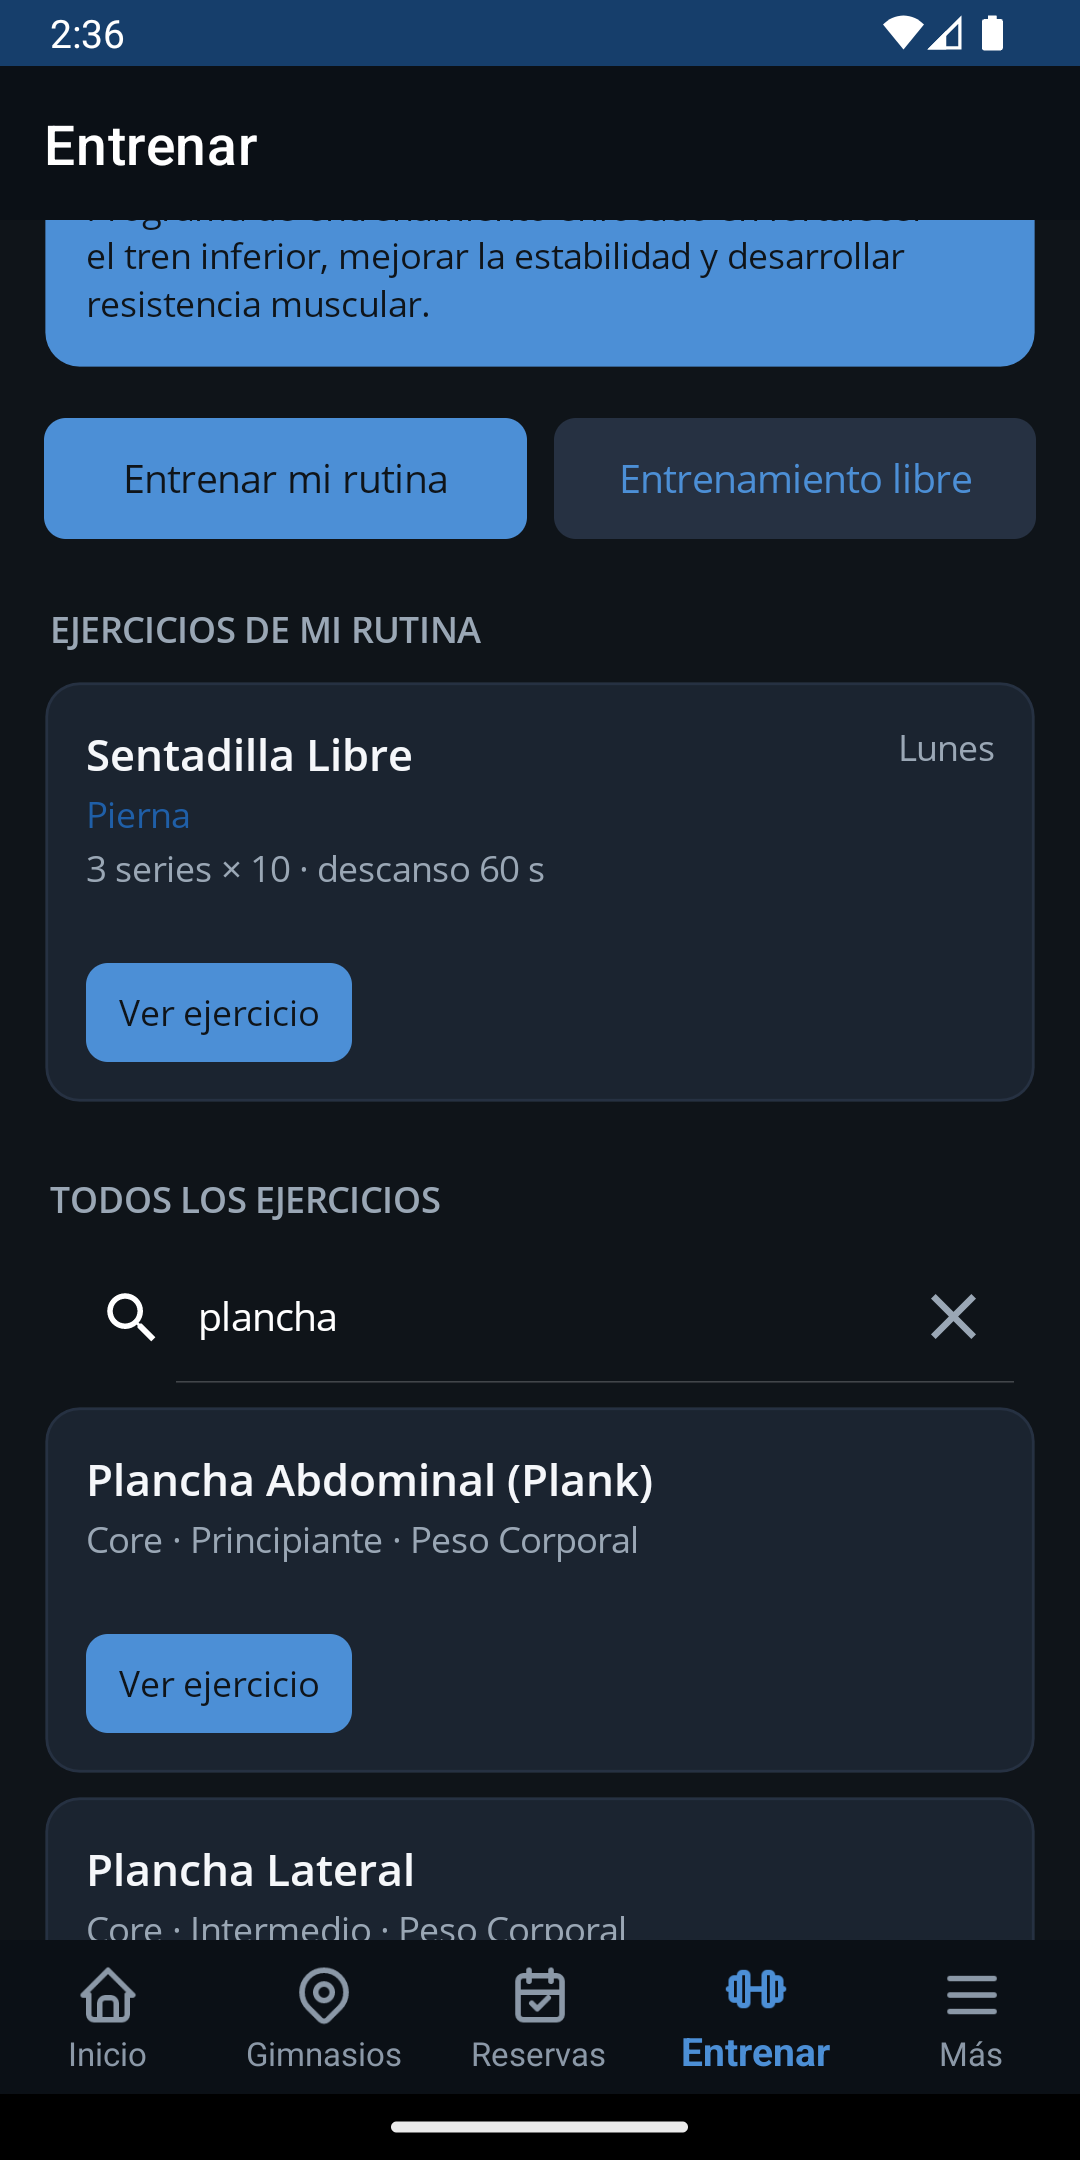 2:36
Entrenar
el tren inferior, mejorar la estabilidad y desarrollar
resistencia muscular.
Entrenar mi rutina
Entrenamiento libre
EJERCICIOS DE MI RUTINA
Sentadilla Libre
Lunes
Pierna
3 series × 10 · descanso 60 s
Ver ejercicio
TODOS LOS EJERCICIOS
plancha
Plancha Abdominal (Plank)
Core · Principiante · Peso Corporal
Ver ejercicio
Plancha Lateral
Core · Intermedio · Peso Corporal
Inicio
Gimnasios
Reservas
Entrenar
Más